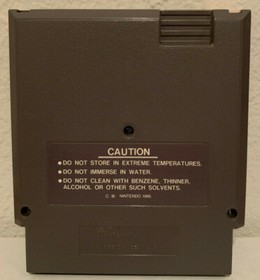 CAUTION
•DO NOT STORE IN EXTREME TEMPERATURES.
•DO NOT IMMERSE IN WATER.
•DO NOT CLEAN WITH BENZENE, THINNER,
ALCOHOL OR OTHER SUCH SOLVENTS.
NINTENDO 1985